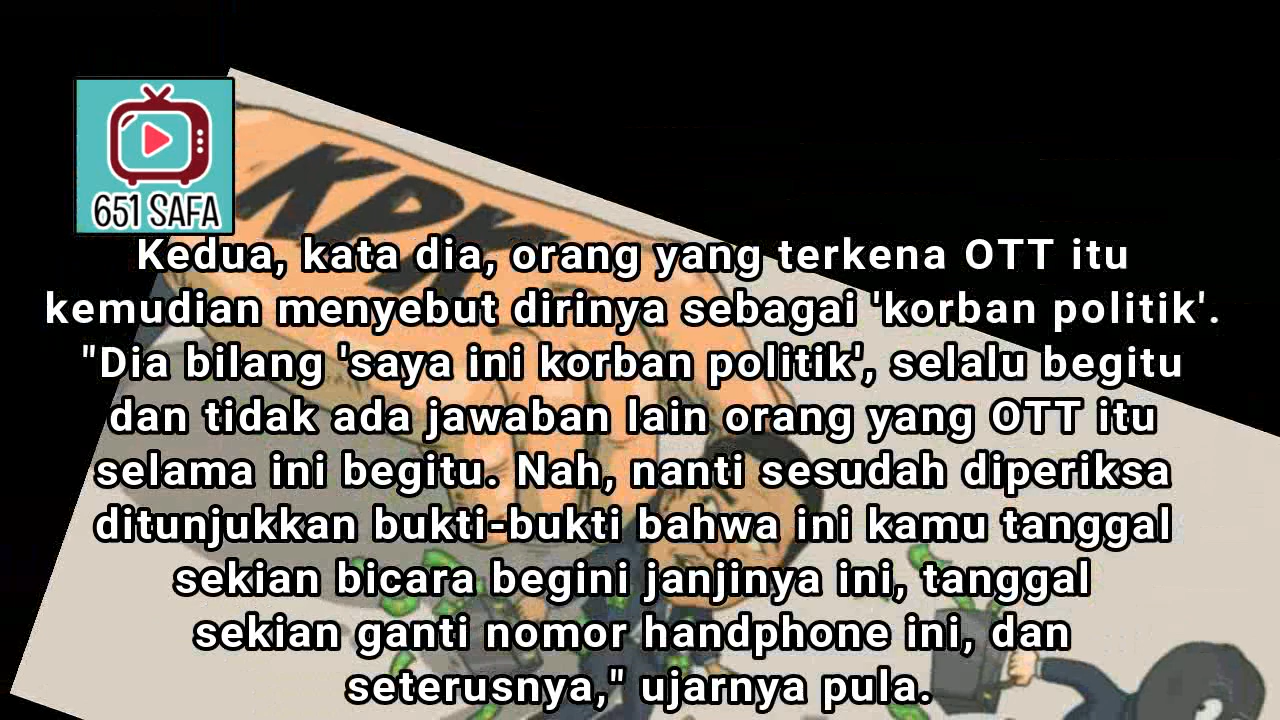 651 SAFA
KPK
Kedua, kata dia, orang yang terkena OTT itu
kemudian menyebut dirinya sebagai 'korban politik'.
"Dia bilang 'saya ini korban politik', selalu begitu
dan tidak ada jawaban lain orang yang OTT itu
selama ini begitu. Nah, nanti sesudah diperiksa
ditunjukkan bukti-bukti bahwa ini kamu tanggal
sekian bicara begini janjinya ini, tanggal
sekian ganti nomor handphone ini, dan
seterusnya," ujarnya pula.